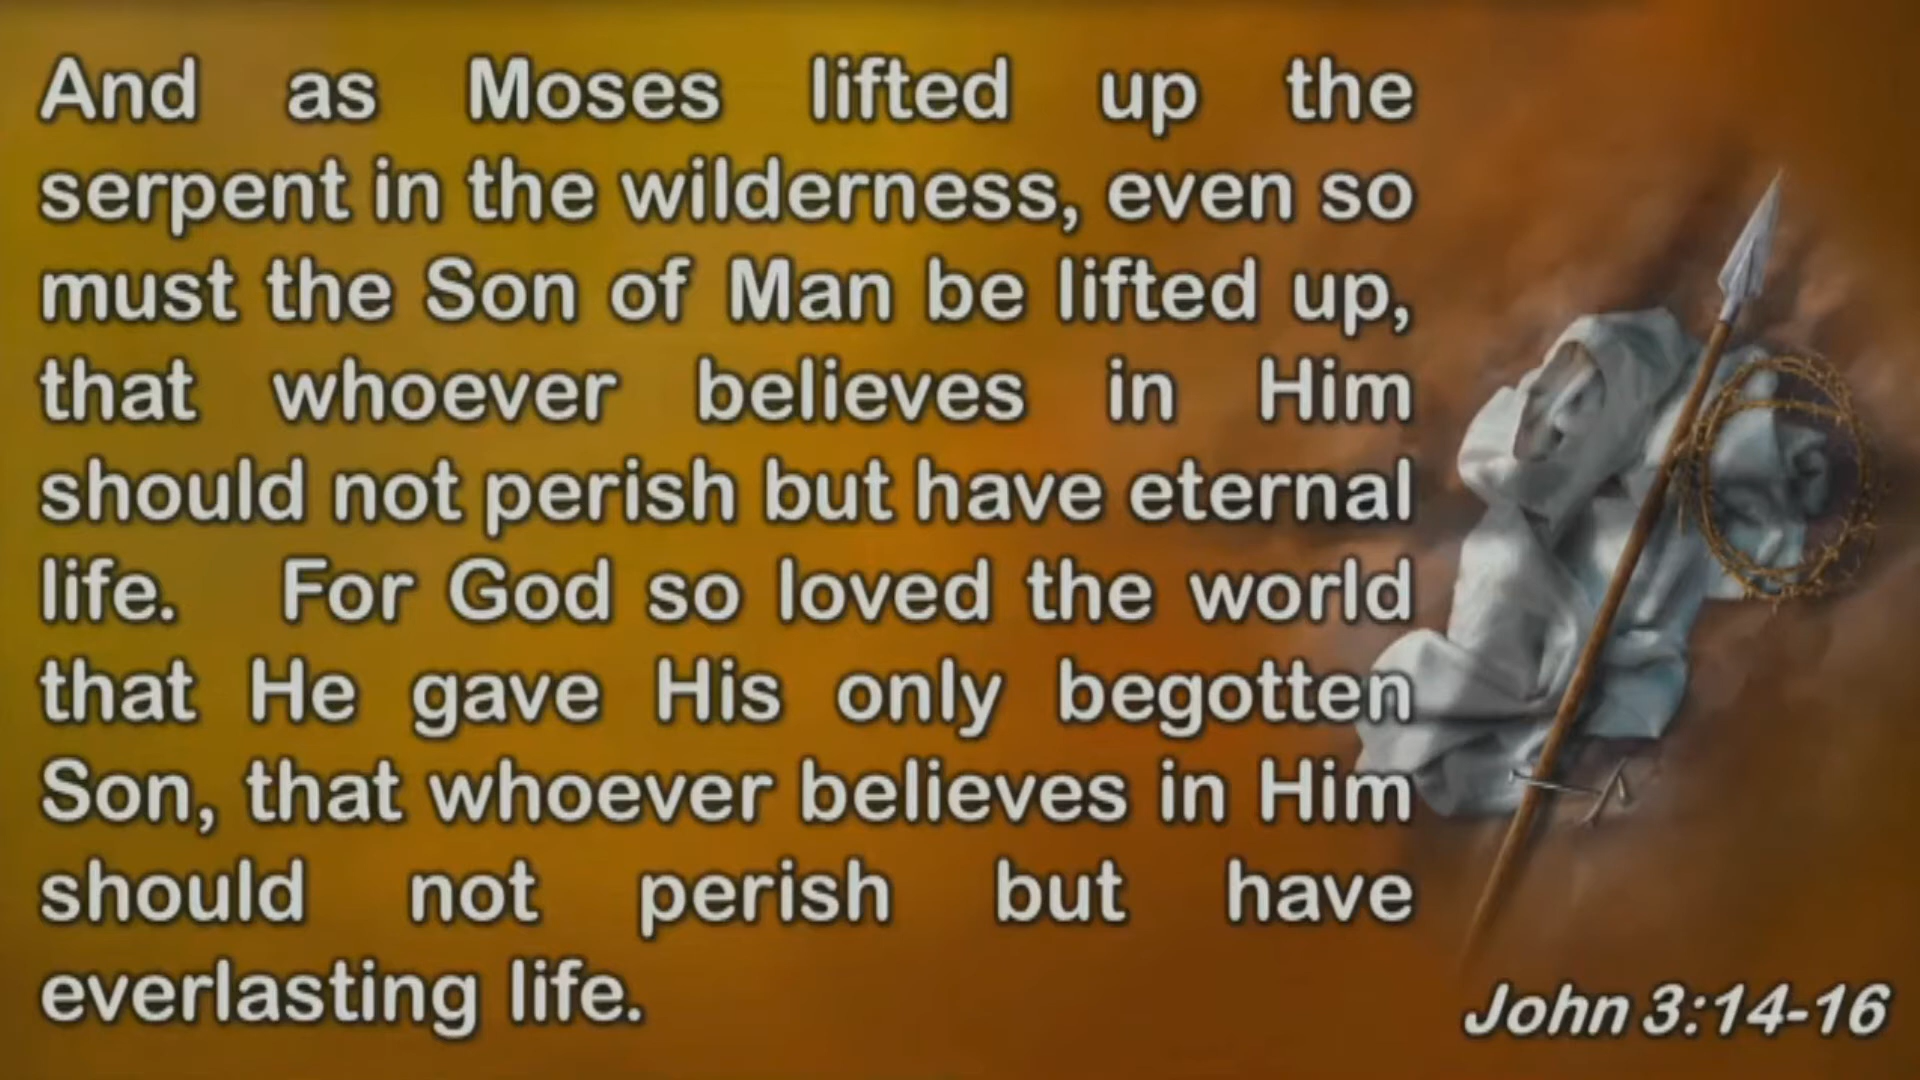 And as Moses lifted up the
serpent in the wilderness, even so
must the Son of Man be lifted up,
that whoever believes in Him
should not perish but have eternal
life. For God so loved the world
that He gave His only begotten
Son, that whoever believes in Him
should not perish but have
everlasting life.
John 3:14-16